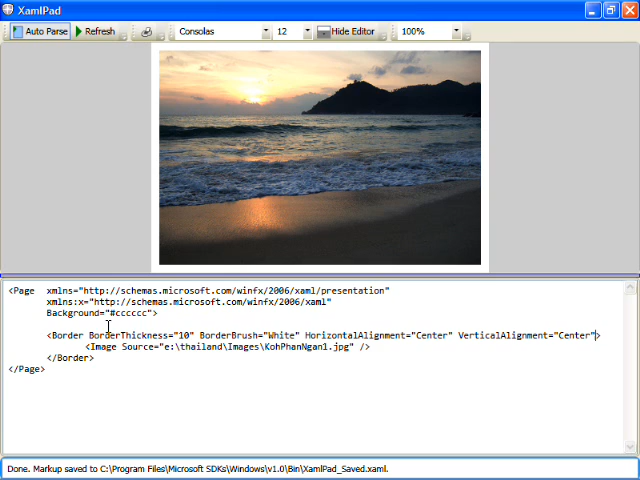 XamlPad
Auto Parse Refresh Consolas 12 Hide Editor 100%
<Page xmlns="http://schemas.microsoft.com/winfx/2006/xaml/presentation"
xmlns:x="http://schemas.microsoft.com/winfx/2006/xaml"
Background="#cccccc">
<Border BorderThickness="10" BorderBrush="White" HorizontalAlignment="Center" VerticalAlignment="Center">
<Image Source="e:\thailand\Images\KohPhanNgan1.jpg" />
</Border>
</Page>
Done. Markup saved to C:\Program Files\Microsoft SDKs\Windows\v1.0\Bin\XamlPad_Saved.xaml.